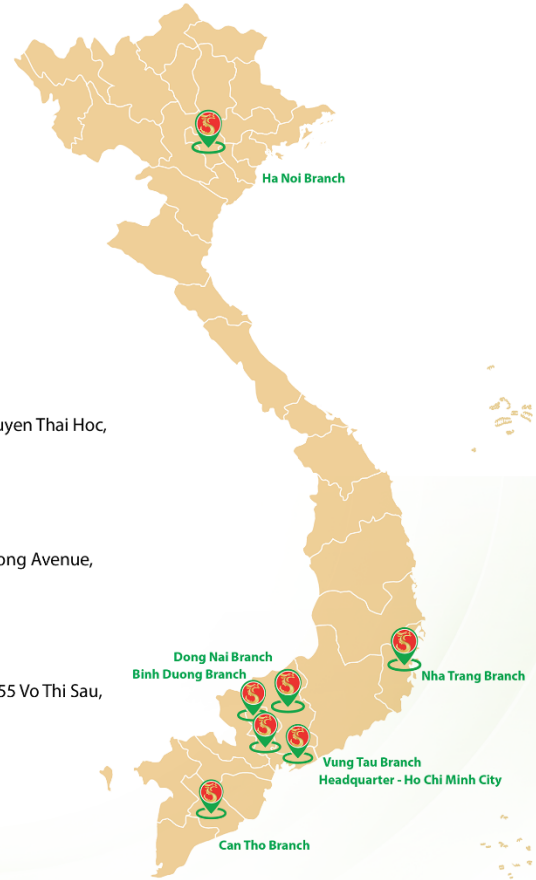 Ha Noi Branch
uyen Thai Hoc,
ong Avenue,
Dong Nai Branch
Binh Duong Branch
Nha Trang Branch
55 Vo Thi Sau,
Vung Tau Branch
Headquarter - Ho Chi Minh City
Can Tho Branch